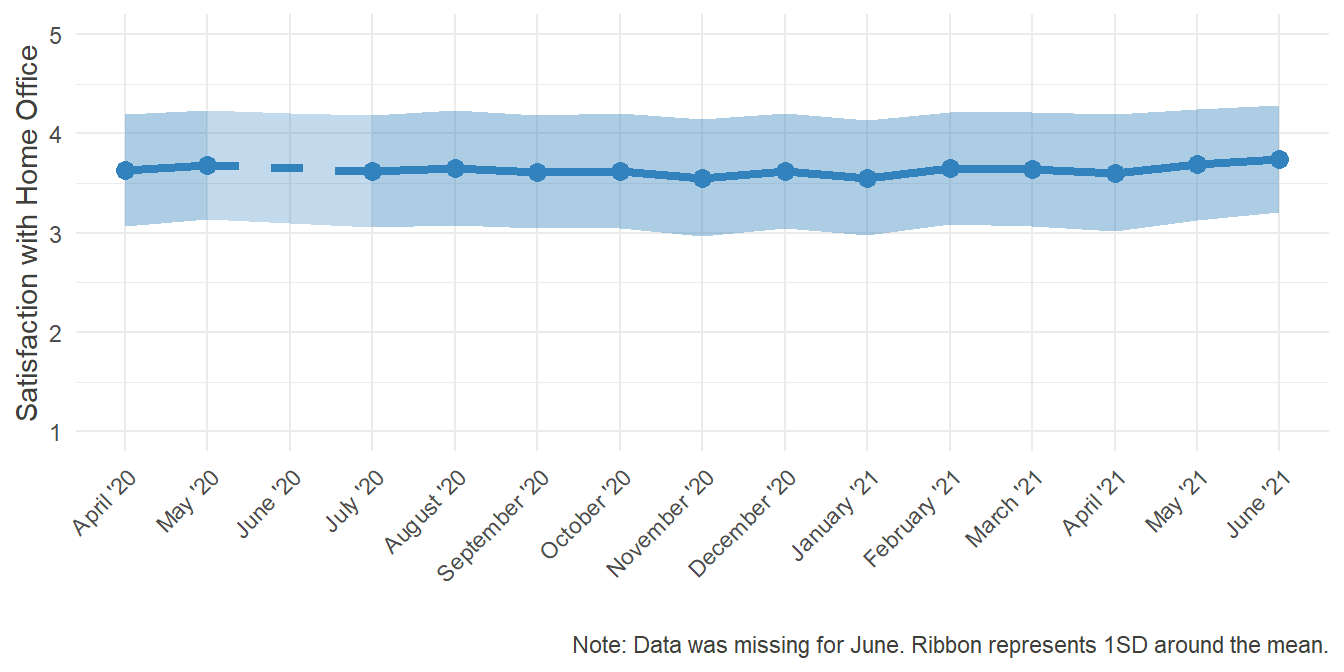 Satisfaction with Home Office
5
4
3
2
1
April '20
May '20
June '20
July '20
August '20
September '20
October '20
November '20
December '20
January '21
February '21
March '21
April '21
May '21
June '21
Note: Data was missing for June. Ribbon represents 1SD around the mean.